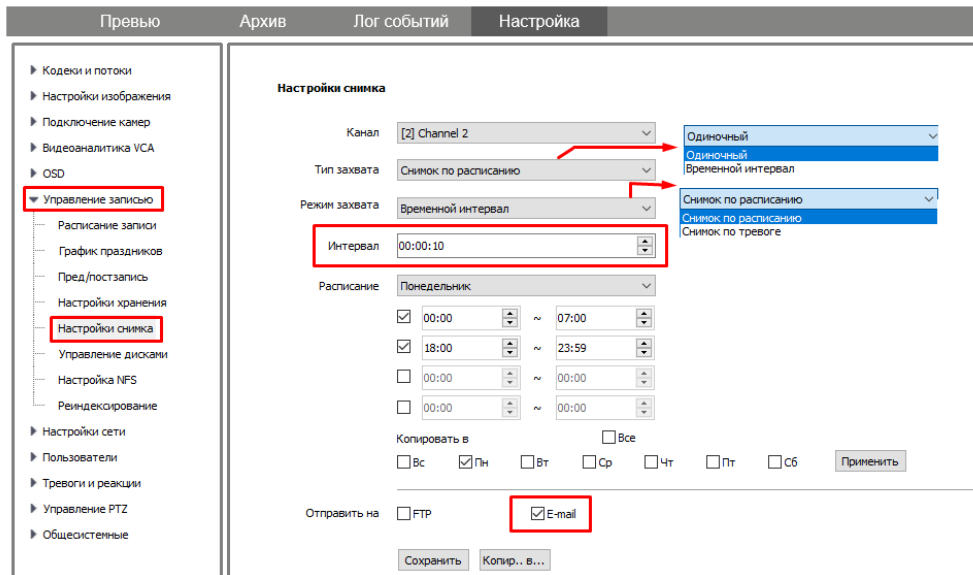 Превью Архив Лог событий Настройка
Кодеки и потоки
Настройки изображения
Подключение камер
Видеоаналитика VCA
OSD
Управление записью
Расписание записи
График праздников
Пред/постзапись
Настройки хранения
Настройки снимка
Управление дисками
Настройка NFS
Реиндексирование
Настройки сети
Пользователи
Тревоги и реакции
Управление PTZ
Общесистемные
Настройки снимка
Канал [2] Channel 2
Одиночный
Одиночный
Временной интервал
Тип захвата Снимок по расписанию
Снимок по расписанию
Снимок по расписанию
Снимок по тревоге
Режим захвата Временной интервал
Интервал 00:00:10
Расписание Понедельник
00:00 ~ 07:00
18:00 ~ 23:59
00:00 ~ 00:00
00:00 ~ 00:00
Копировать в Все
Вс Пн Вт Ср Чт Пт Сб Применить
Отправить на FTP E-mail
Сохранить Копир.. в...